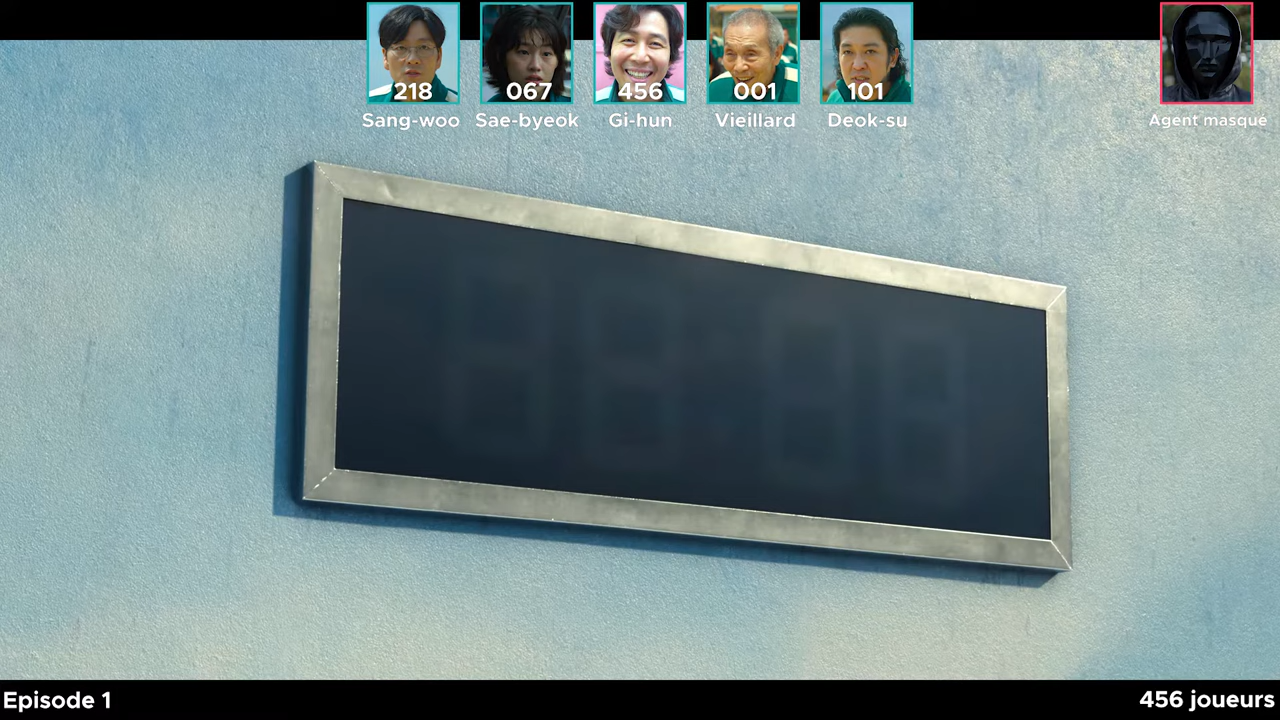 218 067 456 001 101
Sang-woo Sae-byeok Gi-hun Vieillard Deok-su Agent masqué
Episode 1 456 joueurs